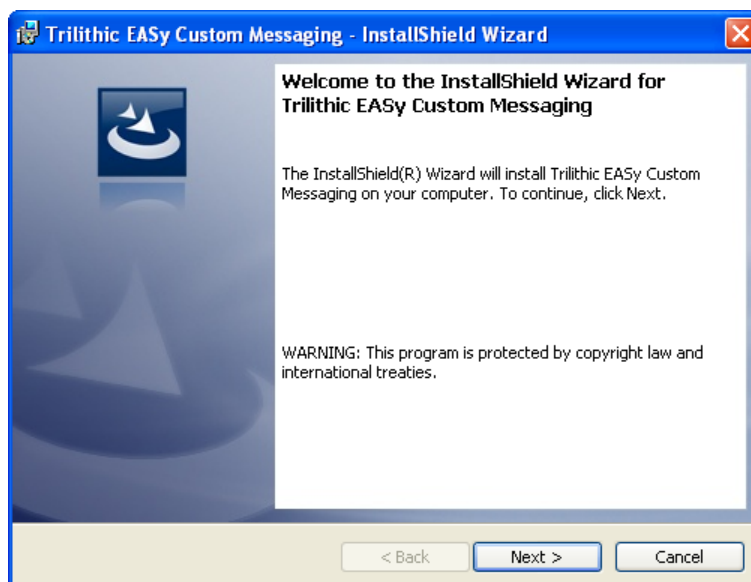 Trilithic EASy Custom Messaging - InstallShield Wizard
Welcome to the InstallShield Wizard for
Trilithic EASy Custom Messaging
The InstallShield(R) Wizard will install Trilithic EASy Custom
Messaging on your computer. To continue, click Next.
WARNING: This program is protected by copyright law and
international treaties.
< Back
Next >
Cancel